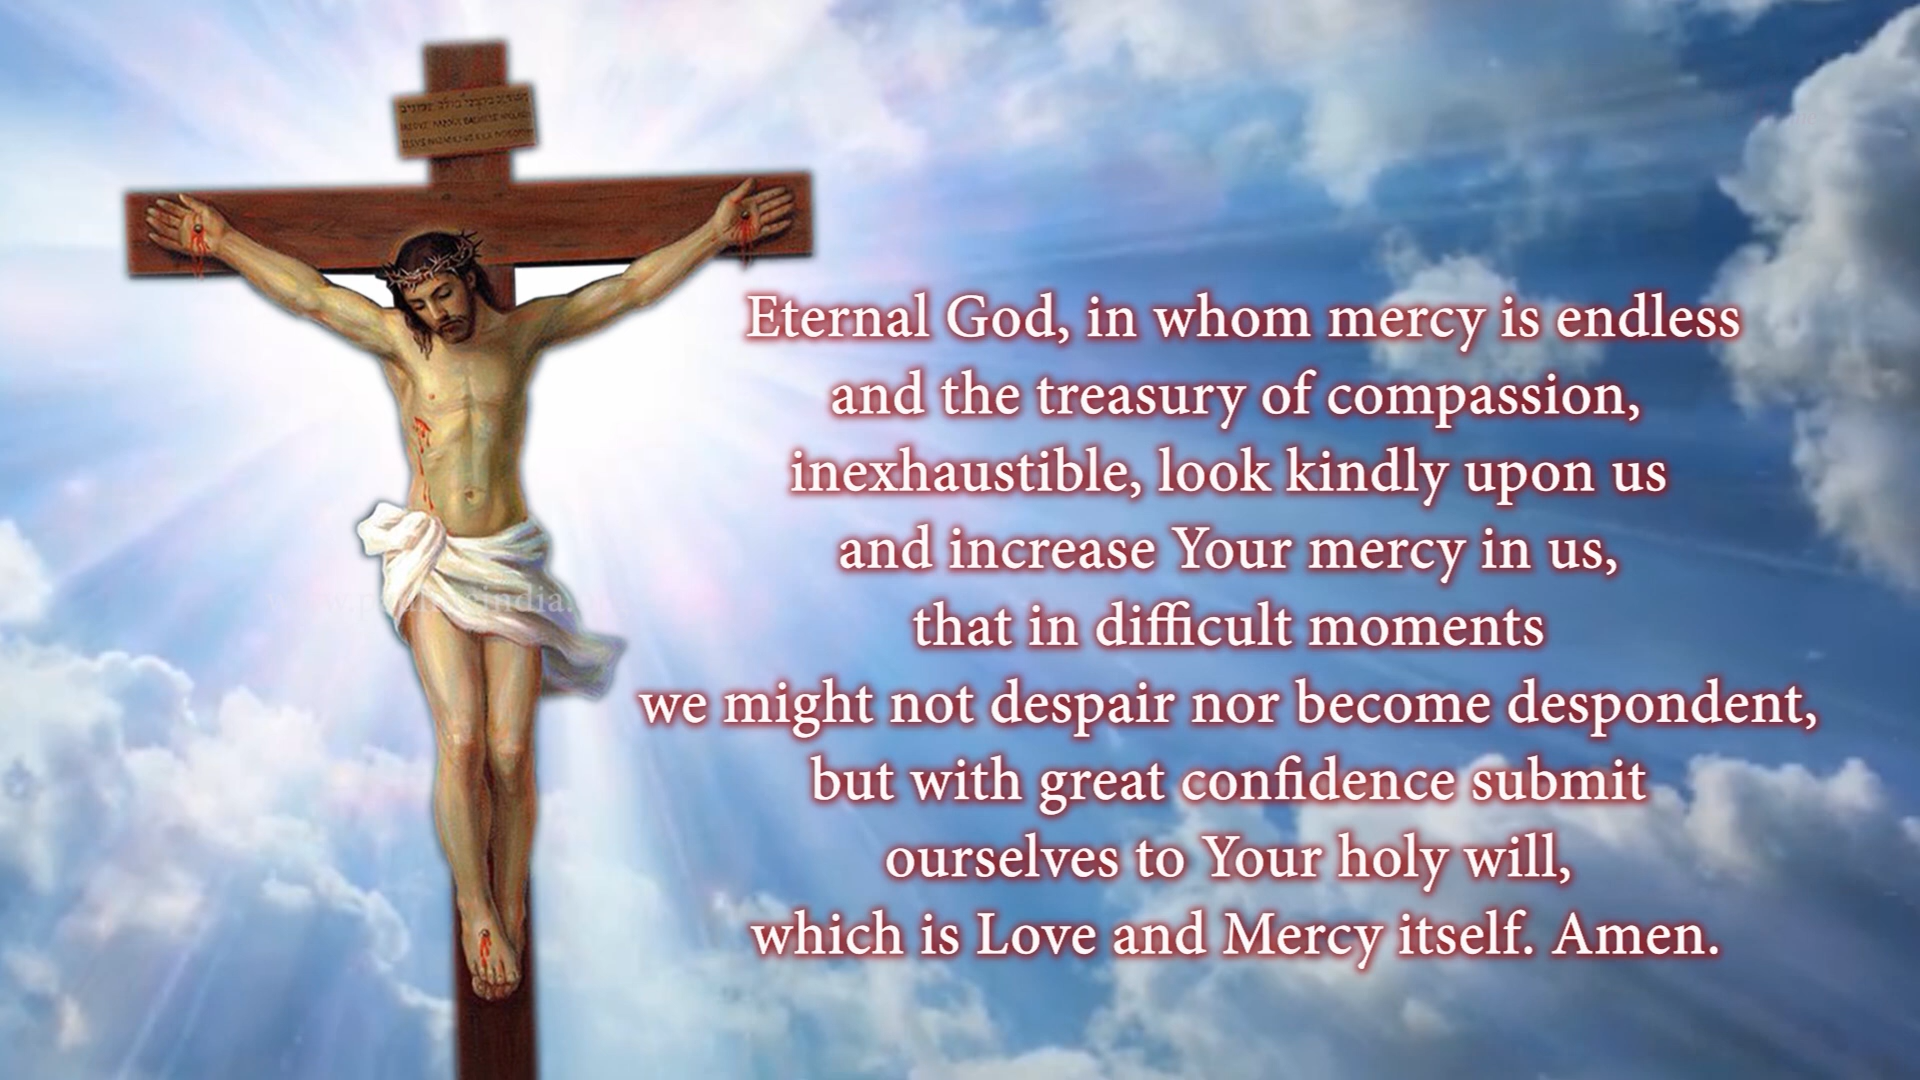 Eternal God, in whom mercy is endless
and the treasury of compassion,
inexhaustible, look kindly upon us
and increase Your mercy in us,
that in difficult moments
we might not despair nor become despondent,
but with great confidence submit
ourselves to Your holy will,
which is Love and Mercy itself. Amen.